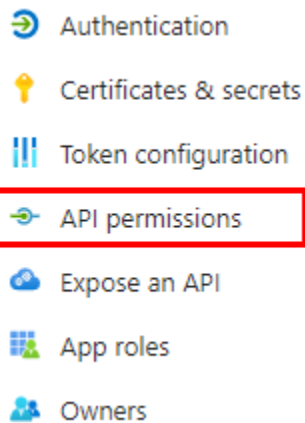 Authentication
Certificates & secrets
Token configuration
API permissions
Expose an API
App roles
Owners